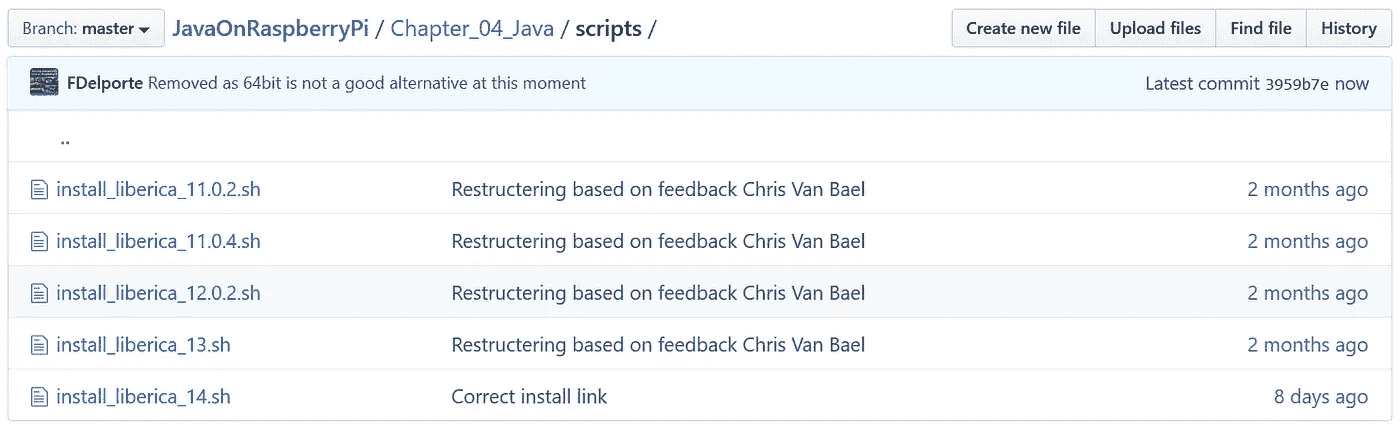 Branch: master JavaOnRaspberryPi / Chapter_04_Java / scripts / Create new file Upload files Find file History
FDelporte Removed as 64bit is not a good alternative at this moment Latest commit 3959b7e now
..
install_liberica_11.0.2.sh Restructering based on feedback Chris Van Bael 2 months ago
install_liberica_11.0.4.sh Restructering based on feedback Chris Van Bael 2 months ago
install_liberica_12.0.2.sh Restructering based on feedback Chris Van Bael 2 months ago
install_liberica_13.sh Restructering based on feedback Chris Van Bael 2 months ago
install_liberica_14.sh Correct install link 8 days ago